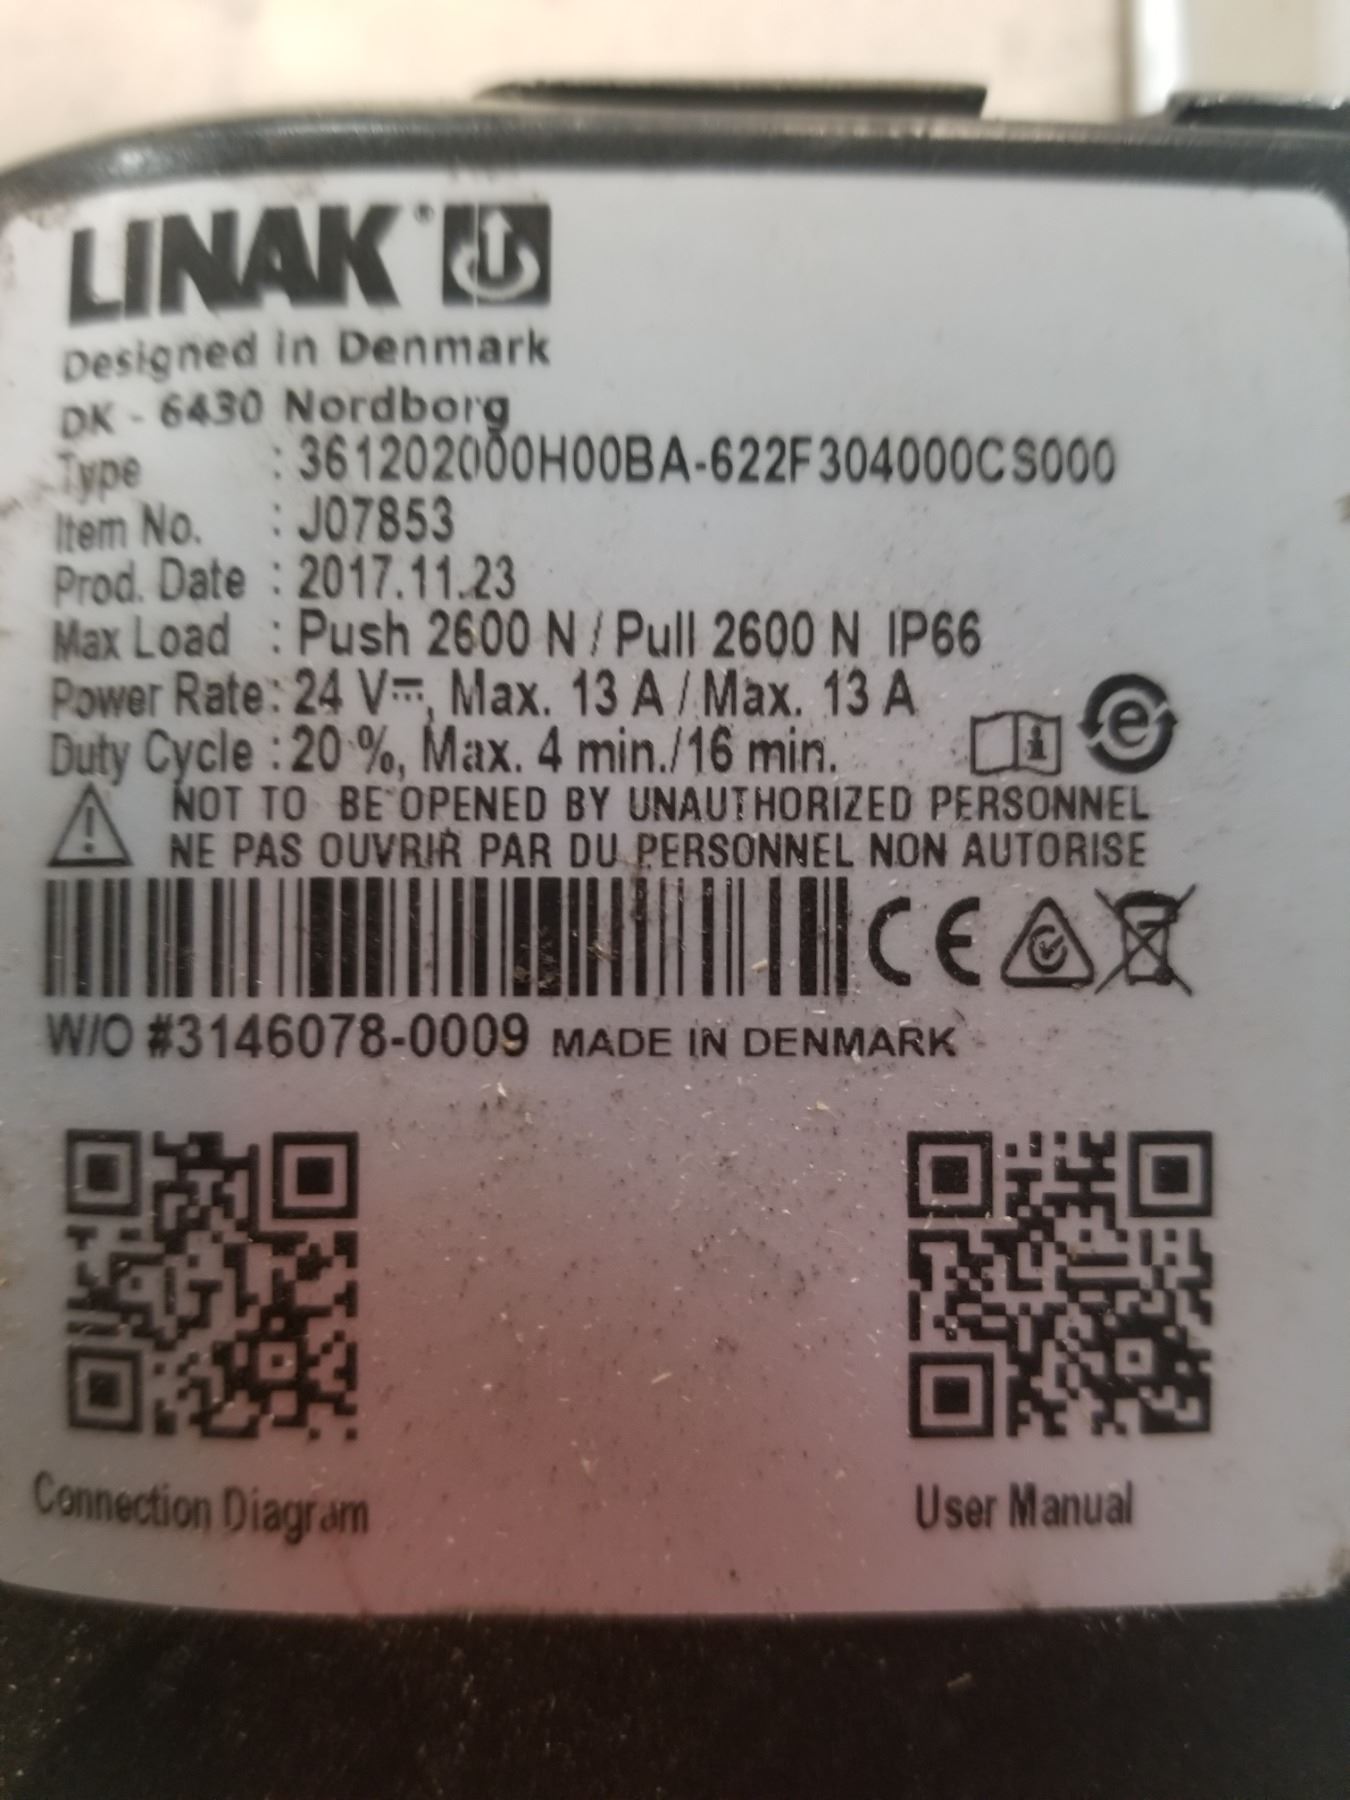 LINAK®
Designed in Denmark
DK - 6430 Nordborg
Type : 361202000H00BA-622F304000CS000
Item No. : J07853
Prod. Date : 2017.11.23
Max Load : Push 2600 N / Pull 2600 N IP66
Power Rate : 24 V⎓, Max. 13 A / Max. 13 A
Duty Cycle : 20 %, Max. 4 min./16 min.
NOT TO BE OPENED BY UNAUTHORIZED PERSONNEL
NE PAS OUVRIR PAR DU PERSONNEL NON AUTORISE
CE
W/O #3146078-0009 MADE IN DENMARK
Connection Diagram
User Manual